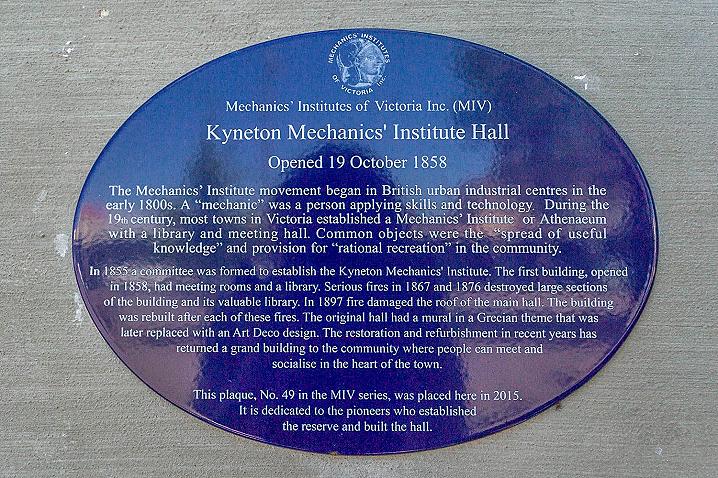 MECHANICS' INSTITUTES
OF VICTORIA Inc.
Mechanics' Institutes of Victoria Inc. (MIV)
Kyneton Mechanics' Institute Hall
Opened 19 October 1858
The Mechanics' Institute movement began in British urban industrial centres in the
early 1800s. A “mechanic” was a person applying skills and technology. During the
19th century, most towns in Victoria established a Mechanics' Institute or Athenaeum
with a library and meeting hall. Common objects were the “spread of useful
knowledge” and provision for “rational recreation” in the community.
In 1855 a committee was formed to establish the Kyneton Mechanics' Institute. The first building, opened
in 1858, had meeting rooms and a library. Serious fires in 1867 and 1876 destroyed large sections
of the building and its valuable library. In 1897 fire damaged the roof of the main hall. The building
was rebuilt after each of these fires. The original hall had a mural in a Grecian theme that was
later replaced with an Art Deco design. The restoration and refurbishment in recent years has
returned a grand building to the community where people can meet and
socialise in the heart of the town.
This plaque, No. 49 in the MIV series, was placed here in 2015.
It is dedicated to the pioneers who established
the reserve and built the hall.